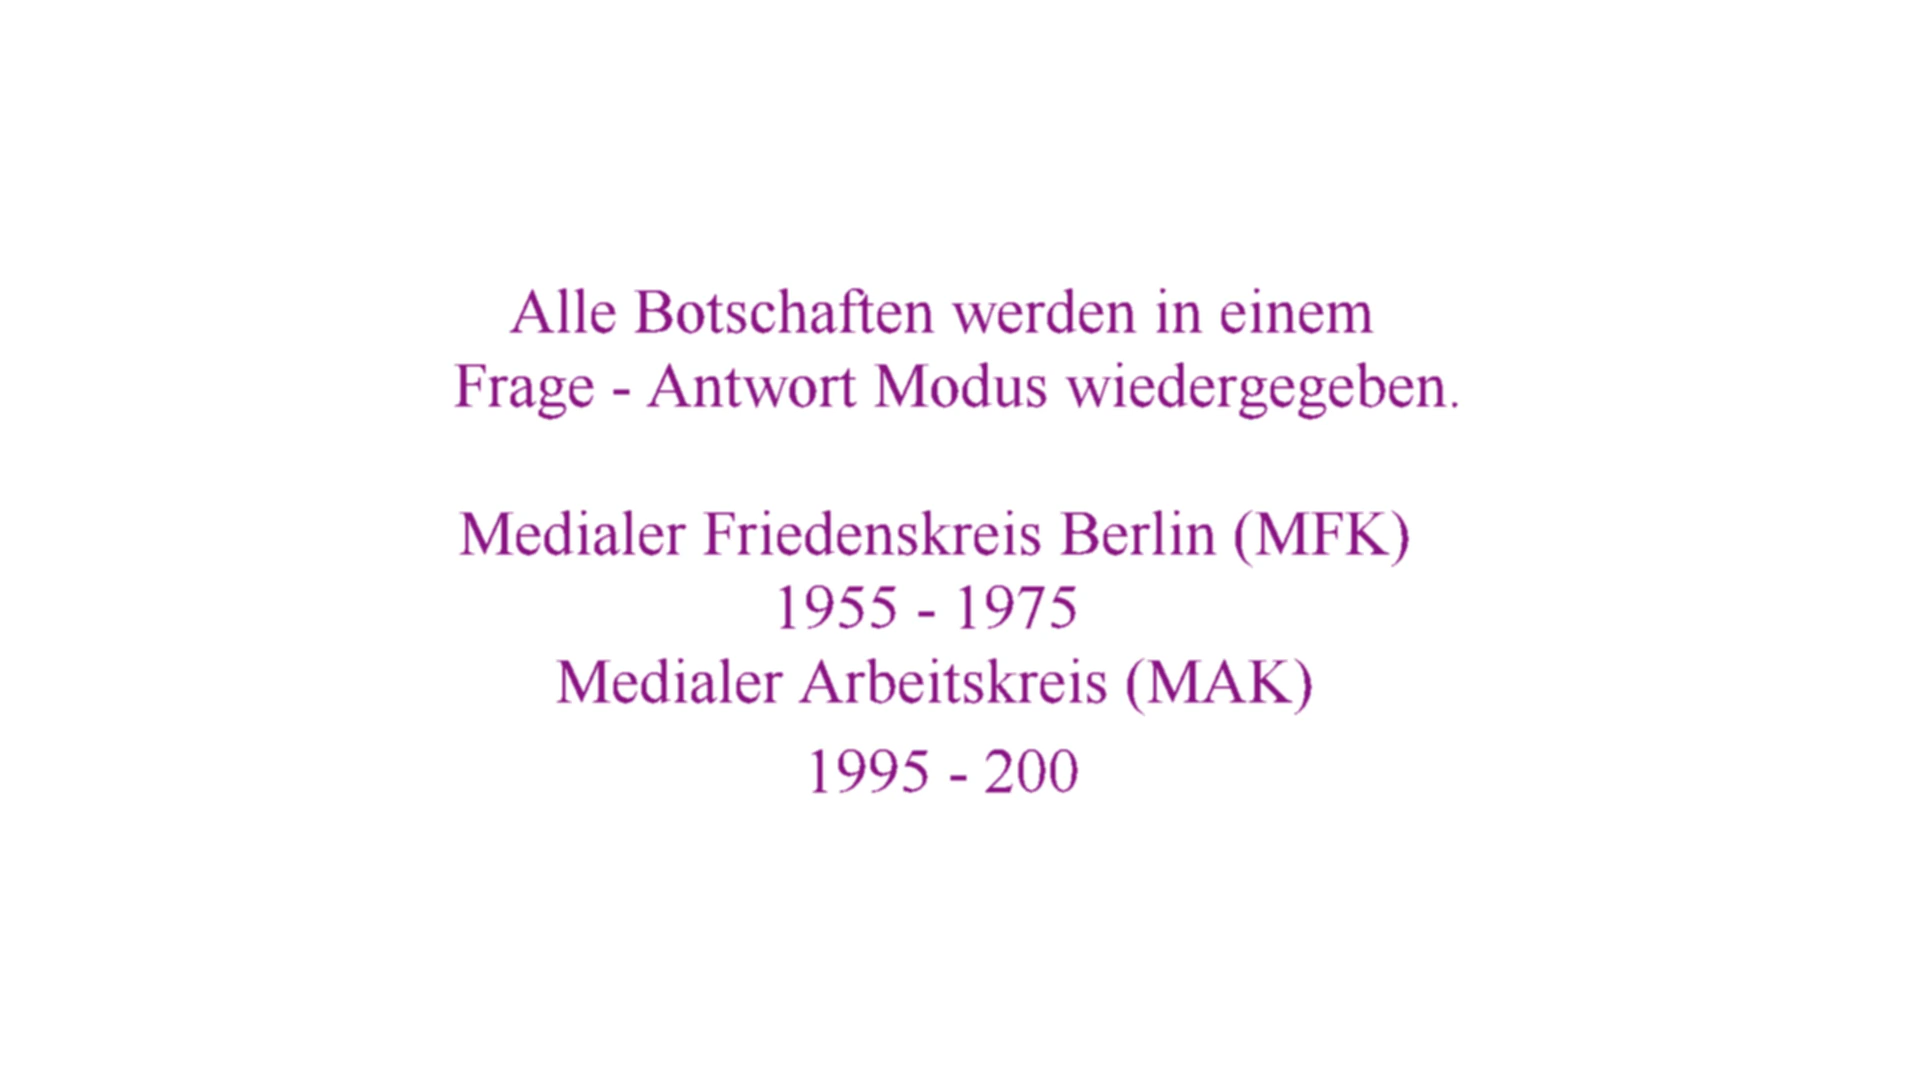 Alle Botschaften werden in einem
Frage - Antwort Modus wiedergegeben.
Medialer Friedenskreis Berlin (MFK)
1955 - 1975
Medialer Arbeitskreis (MAK)
1995 - 200